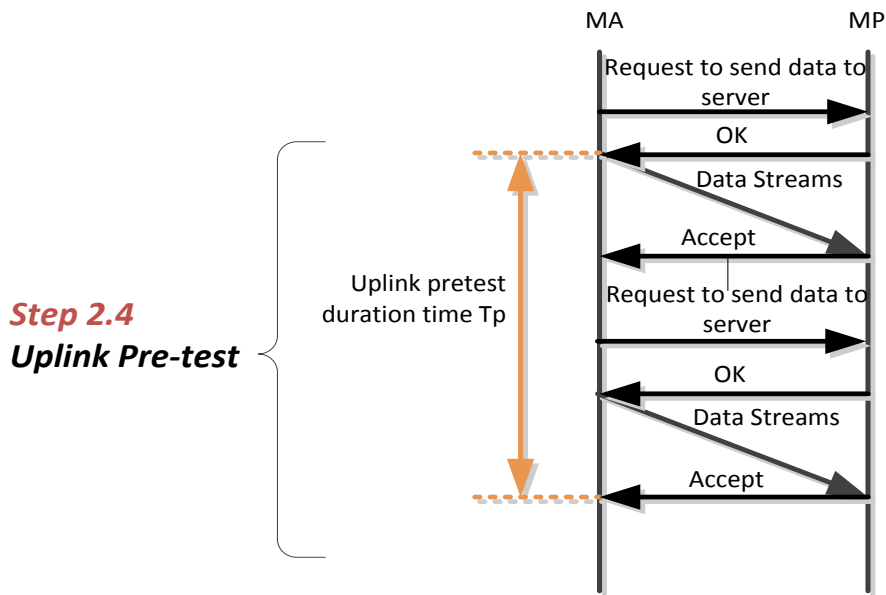 MA
MP
Request to send data to
server
OK
Data Streams
Accept
Uplink pretest
duration time Tp
Request to send data to
server
Step 2.4
Uplink Pre-test
OK
Data Streams
Accept